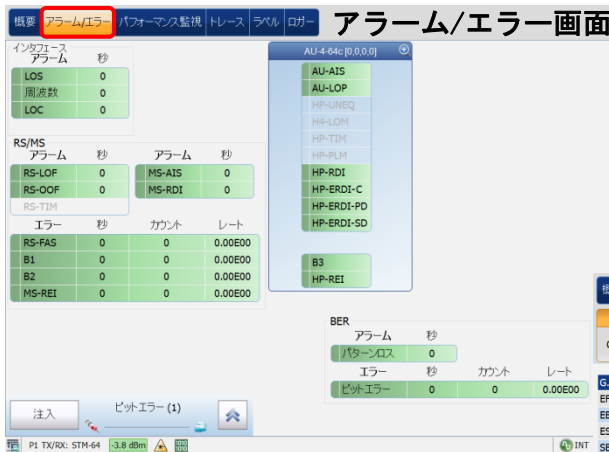 概要 アラーム/エラー パフォーマンス監視 トレース ラベル ロガー アラーム/エラー画面
インタフェース
アラーム 秒
LOS 0
周波数 0
LOC 0
RS/MS
アラーム 秒 アラーム 秒
RS-LOF 0 MS-AIS 0
RS-OOF 0 MS-RDI 0
RS-TIM
エラー 秒 カウント レート
RS-FAS 0 0 0.00E00
B1 0 0 0.00E00
B2 0 0 0.00E00
MS-REI 0 0 0.00E00
AU-4-64c [0,0,0,0]
AU-AIS
AU-LOP
HP-UNEQ
H4-LOM
HP-TIM
HP-PLM
HP-RDI
HP-ERDI-C
HP-ERDI-PD
HP-ERDI-SD
B3
HP-REI
BER
アラーム 秒
パターンロス 0
エラー 秒 カウント レート
ビットエラー 0 0 0.00E00
注入 ビットエラー (1)
P1 TX/RX: STM-64 -3.8 dBm INT